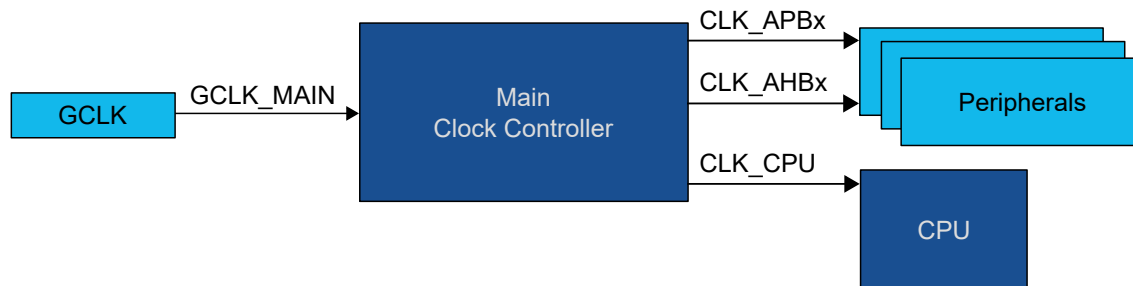 GCLK
GCLK_MAIN
Main
Clock Controller
CLK_APBx
CLK_AHBx
CLK_CPU
Peripherals
CPU